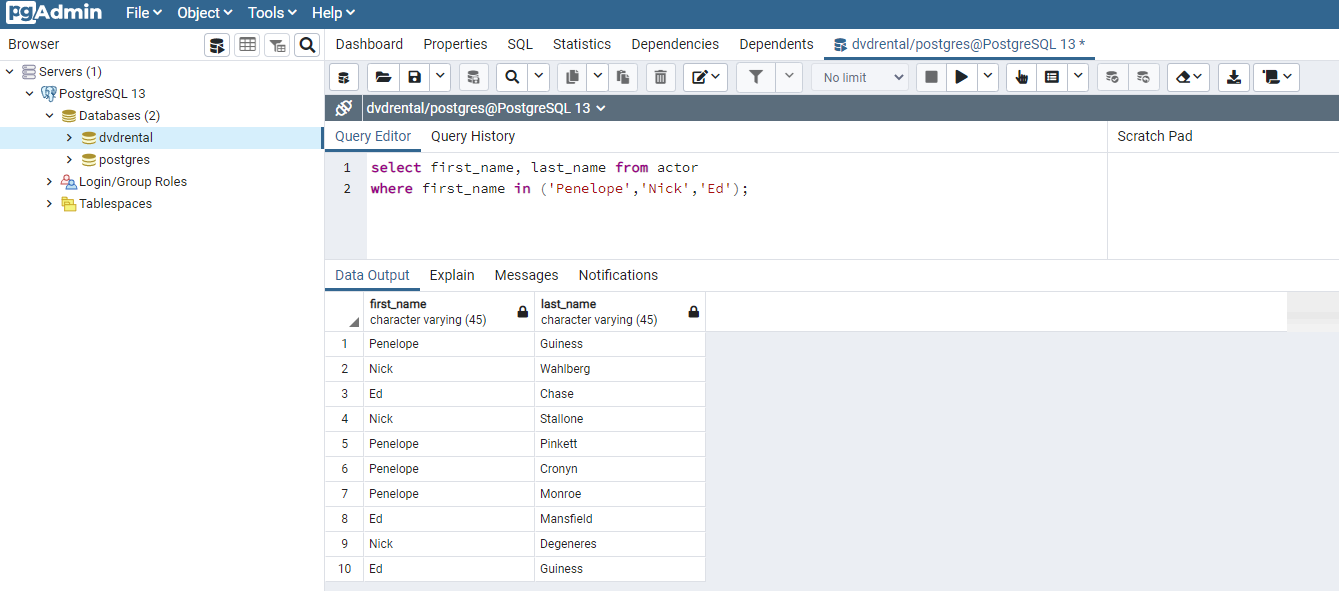 pgAdmin File Object Tools Help
Browser
Dashboard Properties SQL Statistics Dependencies Dependents dvdrental/postgres@PostgreSQL 13 *
Servers (1)
PostgreSQL 13
Databases (2)
dvdrental
postgres
Login/Group Roles
Tablespaces
No limit
dvdrental/postgres@PostgreSQL 13
Query Editor Query History Scratch Pad
1 select first_name, last_name from actor
2 where first_name in ('Penelope','Nick','Ed');
Data Output Explain Messages Notifications
first_name last_name
character varying (45) character varying (45)
1 Penelope Guiness
2 Nick Wahlberg
3 Ed Chase
4 Nick Stallone
5 Penelope Pinkett
6 Penelope Cronyn
7 Penelope Monroe
8 Ed Mansfield
9 Nick Degeneres
10 Ed Guiness